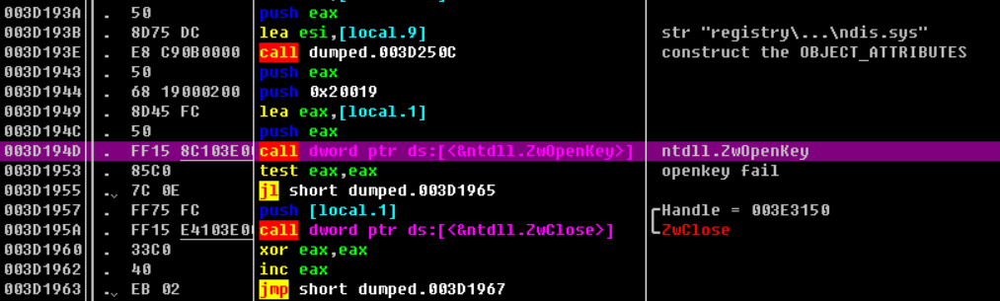 003D193A . 50 push eax
003D193B . 8D75 DC lea esi,[local.9] str "registry\...\ndis.sys"
003D193E . E8 C90B0000 call dumped.003D250C construct the OBJECT_ATTRIBUTES
003D1943 . 50 push eax
003D1944 . 68 19000200 push 0x20019
003D1949 . 8D45 FC lea eax,[local.1]
003D194C . 50 push eax
003D194D . FF15 8C103E0 call dword ptr ds:[<&ntdll.ZwOpenKey>] ntdll.ZwOpenKey
003D1953 . 85C0 test eax,eax openkey fail
003D1955 . 7C 0E jl short dumped.003D1965
003D1957 . FF75 FC push [local.1] Handle = 003E3150
003D195A . FF15 E4103E0 call dword ptr ds:[<&ntdll.ZwClose>] ZwClose
003D1960 . 33C0 xor eax,eax
003D1962 . 40 inc eax
003D1963 . EB 02 jmp short dumped.003D1967